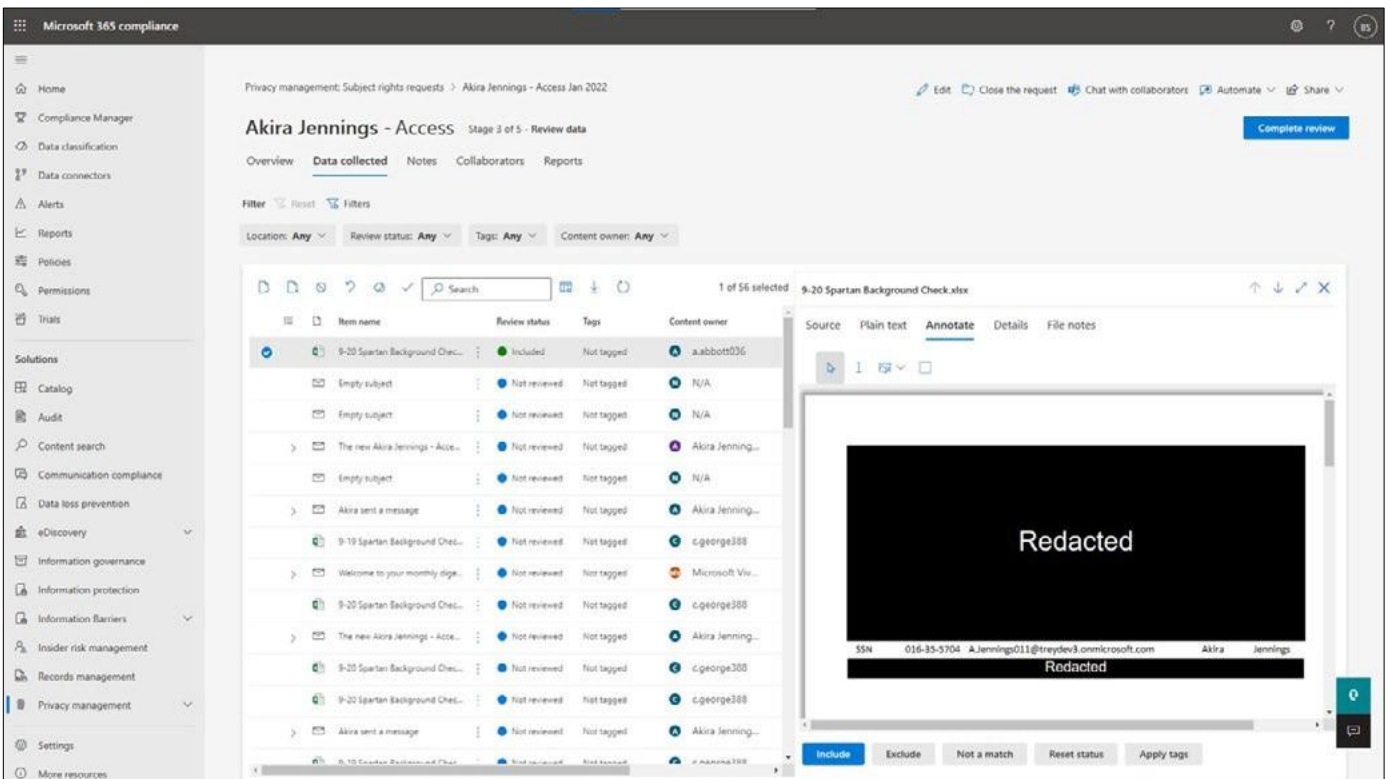 Microsoft 365 compliance
BS
Home
Compliance Manager
Data classification
Data connectors
Alerts
Reports
Policies
Permissions
Trials
Solutions
Catalog
Audit
Content search
Communication compliance
Data loss prevention
eDiscovery
Information governance
Information protection
Information Barriers
Insider risk management
Records management
Privacy management
Settings
More resources
Privacy management: Subject rights requests > Akira Jennings - Access Jan 2022
Edit Close the request Chat with collaborators Automate Share
Akira Jennings - Access Stage 3 of 5 - Review data
Complete review
Overview Data collected Notes Collaborators Reports
Filter Reset Filters
Location: Any Review status: Any Tags: Any Content owner: Any
Search 1 of 56 selected
Item name Review status Tags Content owner
9-20 Spartan Background Chec... Included Not tagged A a.abbott036
Empty subject Not reviewed Not tagged N N/A
Empty subject Not reviewed Not tagged N N/A
The new Akira Jennings - Acce... Not reviewed Not tagged A Akira Jenning...
Empty subject Not reviewed Not tagged N N/A
Akira sent a message Not reviewed Not tagged A Akira Jenning...
9-19 Spartan Background Chec... Not reviewed Not tagged C c.george388
Welcome to your monthly dige... Not reviewed Not tagged Microsoft Viv...
9-20 Spartan Background Chec... Not reviewed Not tagged C c.george388
The new Akira Jennings - Acce... Not reviewed Not tagged A Akira Jenning...
9-20 Spartan Background Chec... Not reviewed Not tagged C c.george388
9-20 Spartan Background Chec... Not reviewed Not tagged C c.george388
Akira sent a message Not reviewed Not tagged A Akira Jenning...
9-20 Spartan Background Chec... Not reviewed Not tagged
9-20 Spartan Background Check.xlsx
Source Plain text Annotate Details File notes
Redacted
SSN 016-35-5704 A.Jennings011@treydev3.onmicrosoft.com Akira Jennings
Redacted
Include Exclude Not a match Reset status Apply tags